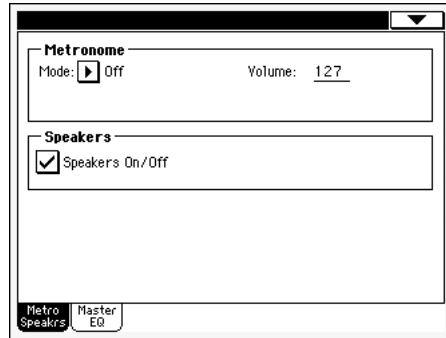 Metronome
Mode: Off Volume: 127
Speakers
Speakers On/Off
Metro Speakrs
Master EQ